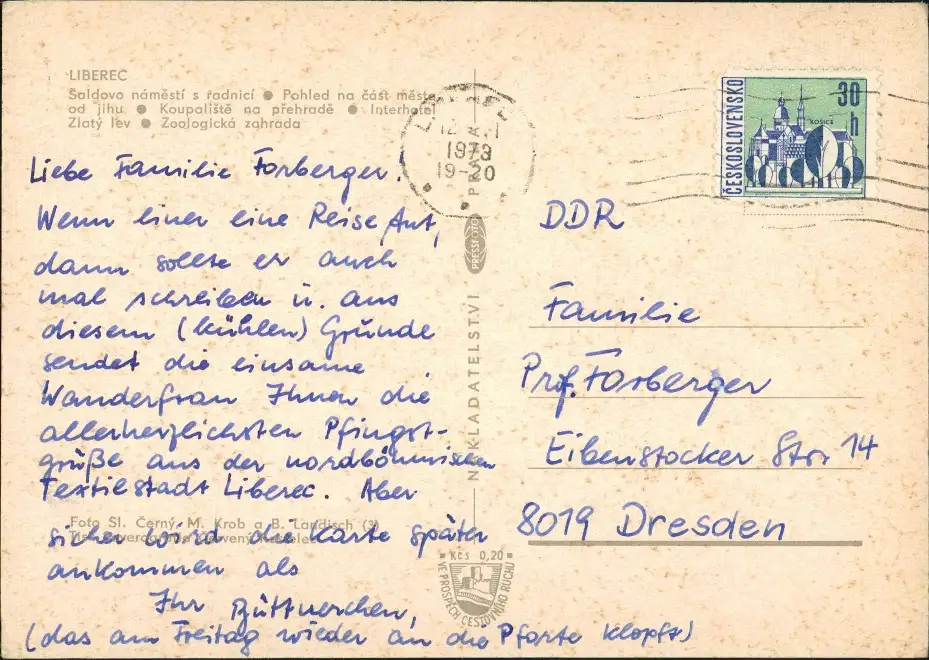 LIBEREC
Šaldovo náměstí s radnicí ● Pohled na část města
od jihu ● Koupaliště na přehradě ● Interhotel
Zlatý lev ● Zoologická zahrada
Liebe Familie Forberger!
Wenn einer eine Reise tut,
dann sollte er auch
mal schreiben u. aus
diesem (kühlen) Grunde
sendet die einsame
Wanderfrau Ihnen die
allerherzlichsten Pfingst-
grüße aus der nordböhmischen
Textilstadt Liberec. Aber
sicher wird die Karte später
ankommen als
Ihr Büttnerchen,
(das am Freitag wieder an die Pforte klopft)
Foto Sl. Černý, M. Krob a B. Landisch (3)
1973
19-20
PRESSFOTO
NAKLADATELSTVÍ
Kčs 0,20
VE PROSPĚCH CESTOVNÍHO RUCHU
ČESKOSLOVENSKO
30
h
KOŠICE
DDR
Familie
Prof. Forberger
Eibenstocker Str. 14
8019 Dresden